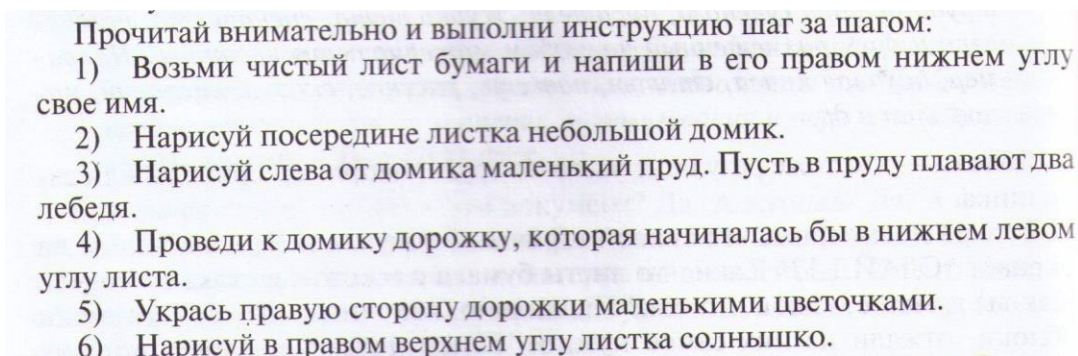 Прочитай внимательно и выполни инструкцию шаг за шагом:
1) Возьми чистый лист бумаги и напиши в его правом нижнем углу
свое имя.
2) Нарисуй посередине листка небольшой домик.
3) Нарисуй слева от домика маленький пруд. Пусть в пруду плавают два
лебедя.
4) Проведи к домику дорожку, которая начиналась бы в нижнем левом
углу листа.
5) Укрась правую сторону дорожки маленькими цветочками.
6) Нарисуй в правом верхнем углу листка солнышко.